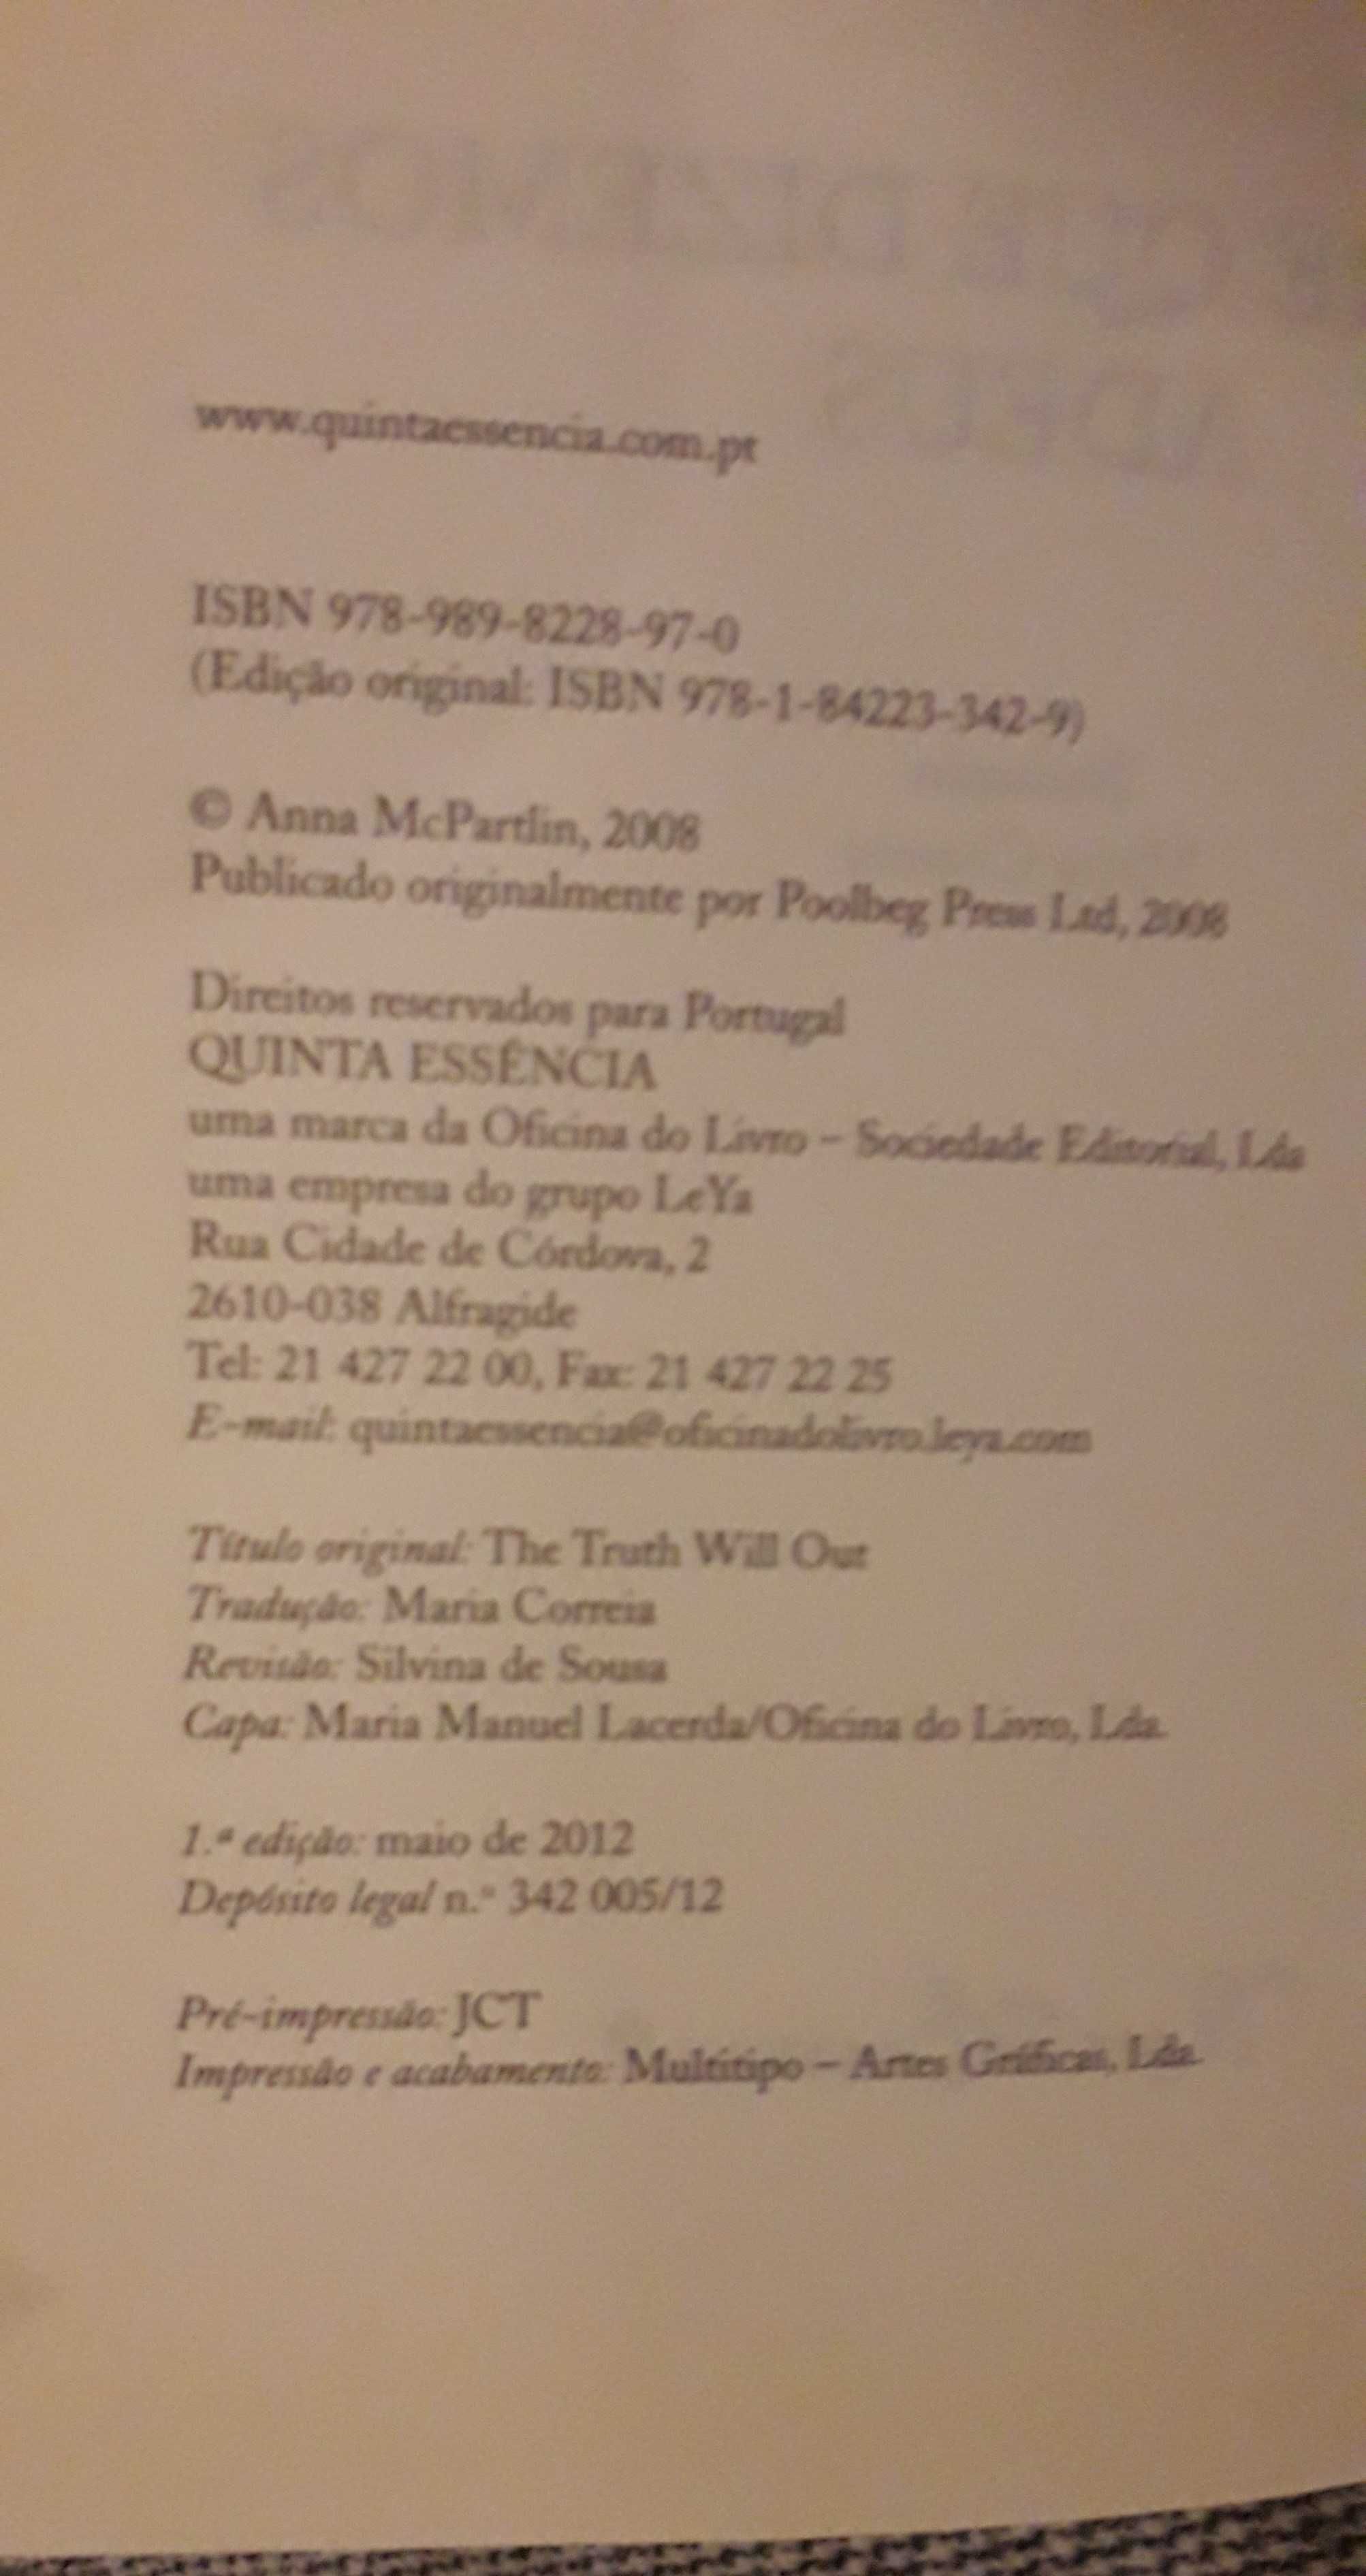 www.quintaessencia.com.pt
ISBN 978-989-8228-97-0
(Edição original: ISBN 978-1-84223-342-9)
© Anna McPartlin, 2008
Publicado originalmente por Poolbeg Press Ltd, 2008
Direitos reservados para Portugal
QUINTA ESSÊNCIA
uma marca da Oficina do Livro – Sociedade Editorial, Lda
uma empresa do grupo LeYa
Rua Cidade de Córdova, 2
2610-038 Alfragide
Tel: 21 427 22 00, Fax: 21 427 22 25
E-mail: quintaessencia@oficinadolivro.leya.com
Título original: The Truth Will Out
Tradução: Maria Correia
Revisão: Silvina de Sousa
Capa: Maria Manuel Lacerda/Oficina do Livro, Lda.
1.ª edição: maio de 2012
Depósito legal n.º 342 005/12
Pré-impressão: JCT
Impressão e acabamento: Multitipo – Artes Gráficas, Lda.